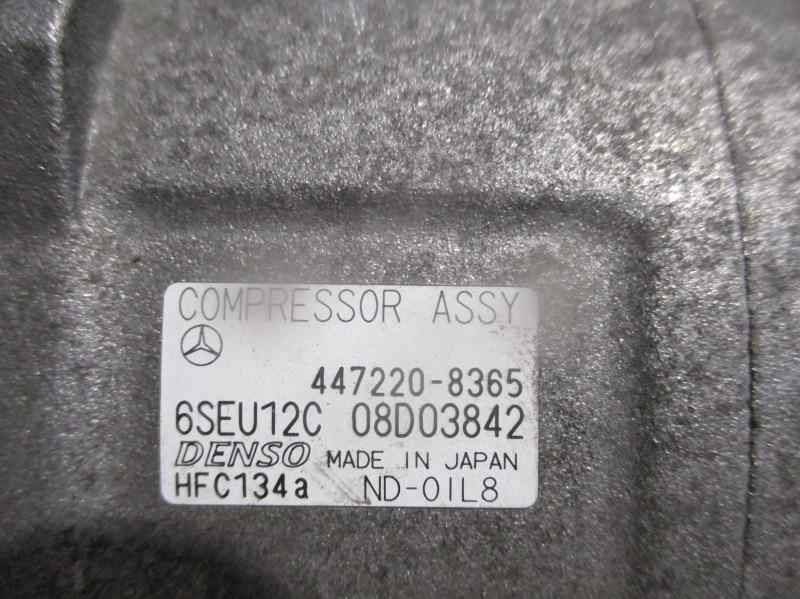 COMPRESSOR ASSY
447220-8365
6SEU12C 08D03842
DENSO MADE IN JAPAN
HFC134a ND-OIL8